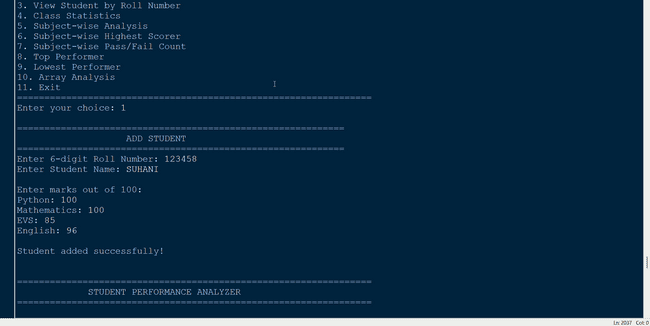 3. View Student by Roll Number
4. Class Statistics
5. Subject-wise Analysis
6. Subject-wise Highest Scorer
7. Subject-wise Pass/Fail Count
8. Top Performer
9. Lowest Performer
10. Array Analysis
11. Exit
=================================================================
Enter your choice: 1
============================================================
ADD STUDENT
============================================================
Enter 6-digit Roll Number: 123458
Enter Student Name: SUHANI
Enter marks out of 100:
Python: 100
Mathematics: 100
EVS: 85
English: 96
Student added successfully!
=================================================================
STUDENT PERFORMANCE ANALYZER
=================================================================
Ln: 2037 Col: 0